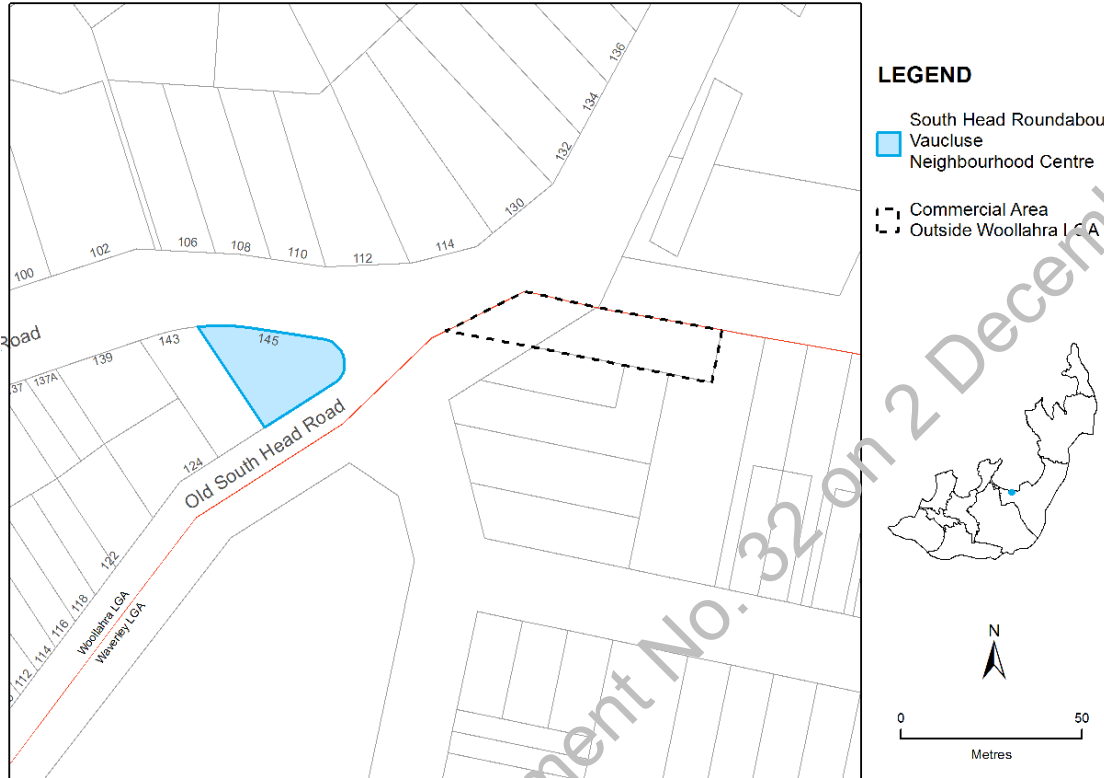 136
134
132
130
114
112
110
108
106
102
100
Road
145
143
139
137A
37
124
Old South Head Road
122
118
116
114
112
Woollahra LGA
Waverley LGA
LEGEND
South Head Roundabou
Vaucluse
Neighbourhood Centre
Commercial Area
Outside Woollahra LGA
ment No. 32 on 2 Decem
N
0 50
Metres